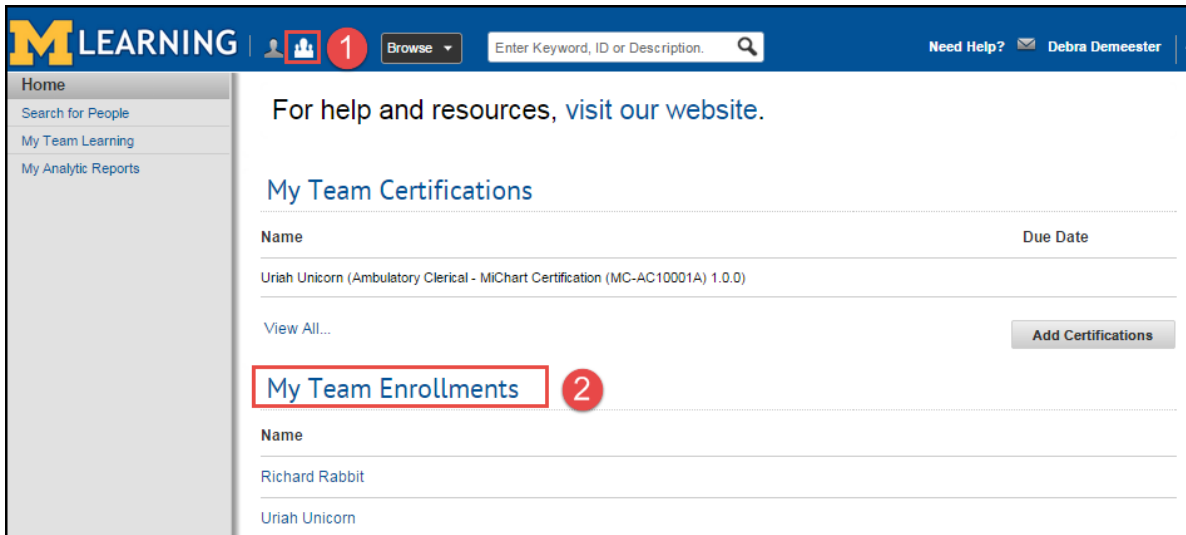 M LEARNING 1 Browse Enter Keyword, ID or Description. Need Help? Debra Demeester
Home
Search for People
My Team Learning
My Analytic Reports
For help and resources, visit our website.
My Team Certifications
Name Due Date
Uriah Unicorn (Ambulatory Clerical - MiChart Certification (MC-AC10001A) 1.0.0)
View All... Add Certifications
My Team Enrollments 2
Name
Richard Rabbit
Uriah Unicorn